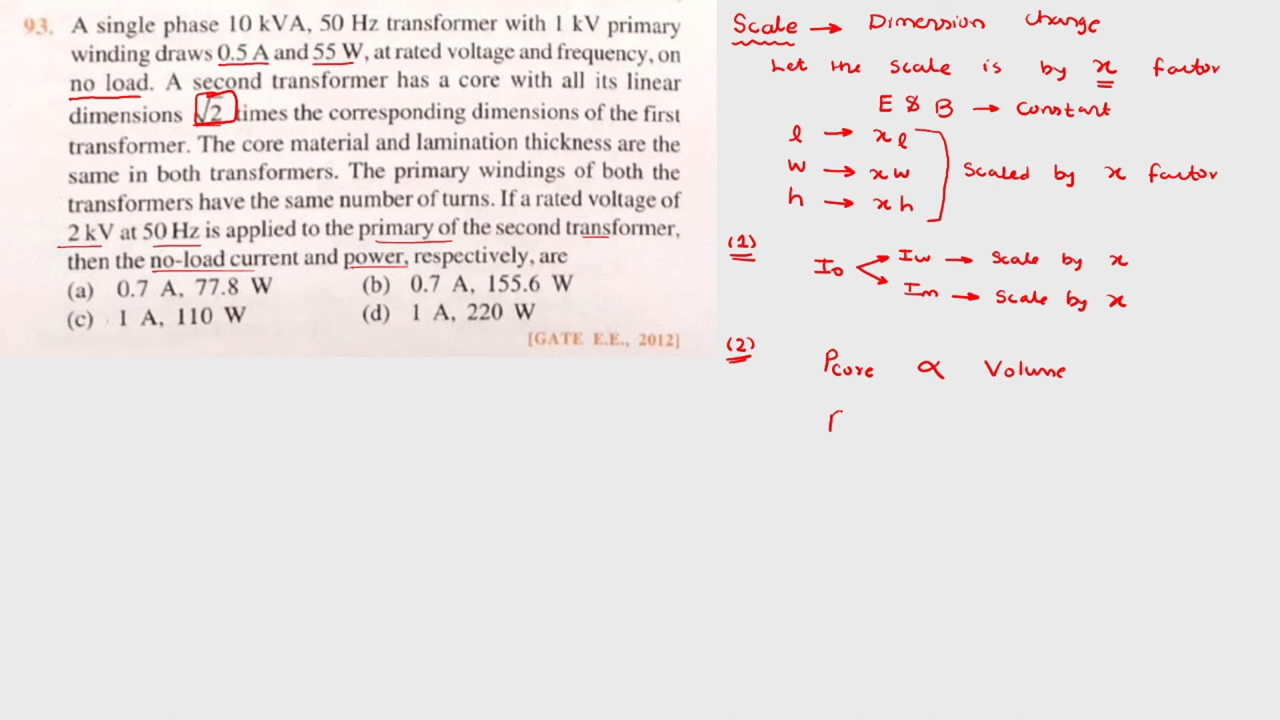 93. A single phase 10 kVA, 50 Hz transformer with 1 kV primary
winding draws 0.5 A and 55 W, at rated voltage and frequency, on
no load. A second transformer has a core with all its linear
dimensions √2 times the corresponding dimensions of the first
transformer. The core material and lamination thickness are the
same in both transformers. The primary windings of both the
transformers have the same number of turns. If a rated voltage of
2 kV at 50 Hz is applied to the primary of the second transformer,
then the no-load current and power, respectively, are
(a) 0.7 A, 77.8 W (b) 0.7 A, 155.6 W
(c) 1 A, 110 W (d) 1 A, 220 W
[GATE E.E., 2012]
Scale → Dimension change
Let the scale is by x factor
E & B → constant
l → xl
w → xw
h → xh
Scaled by x factor
(1)
Io
Iw → Scale by x
Im → Scale by x
(2)
Pcore ∝ Volume